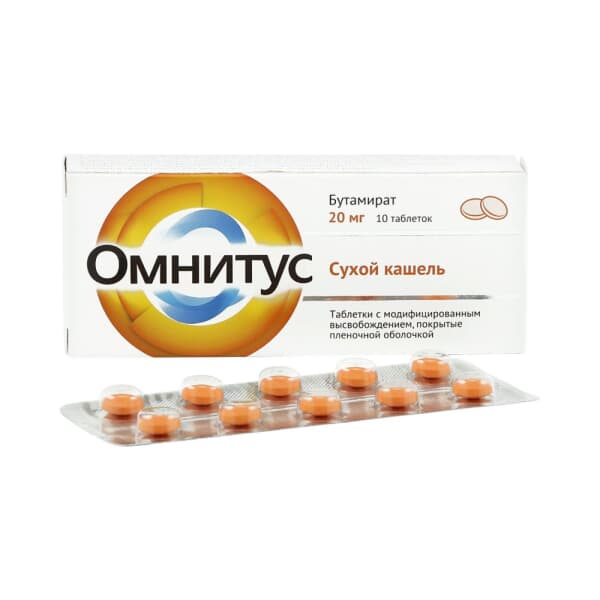 Бутамират
20 мг 10 таблеток
Омнитус
Сухой кашель
Таблетки с модифицированным
высвобождением, покрытые
пленочной оболочкой